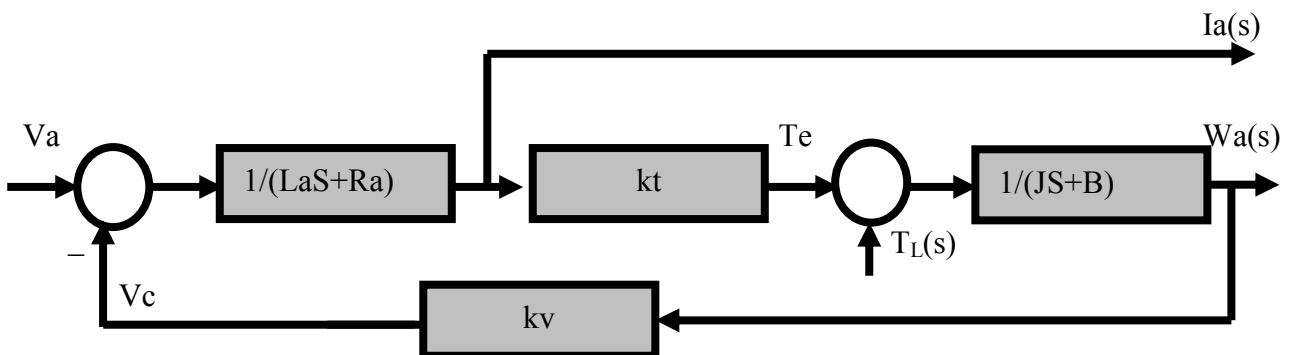 Ia(s)
Va
Te
Wa(s)
1/(LaS+Ra)
kt
1/(JS+B)
–
T_L(s)
Vc
kv